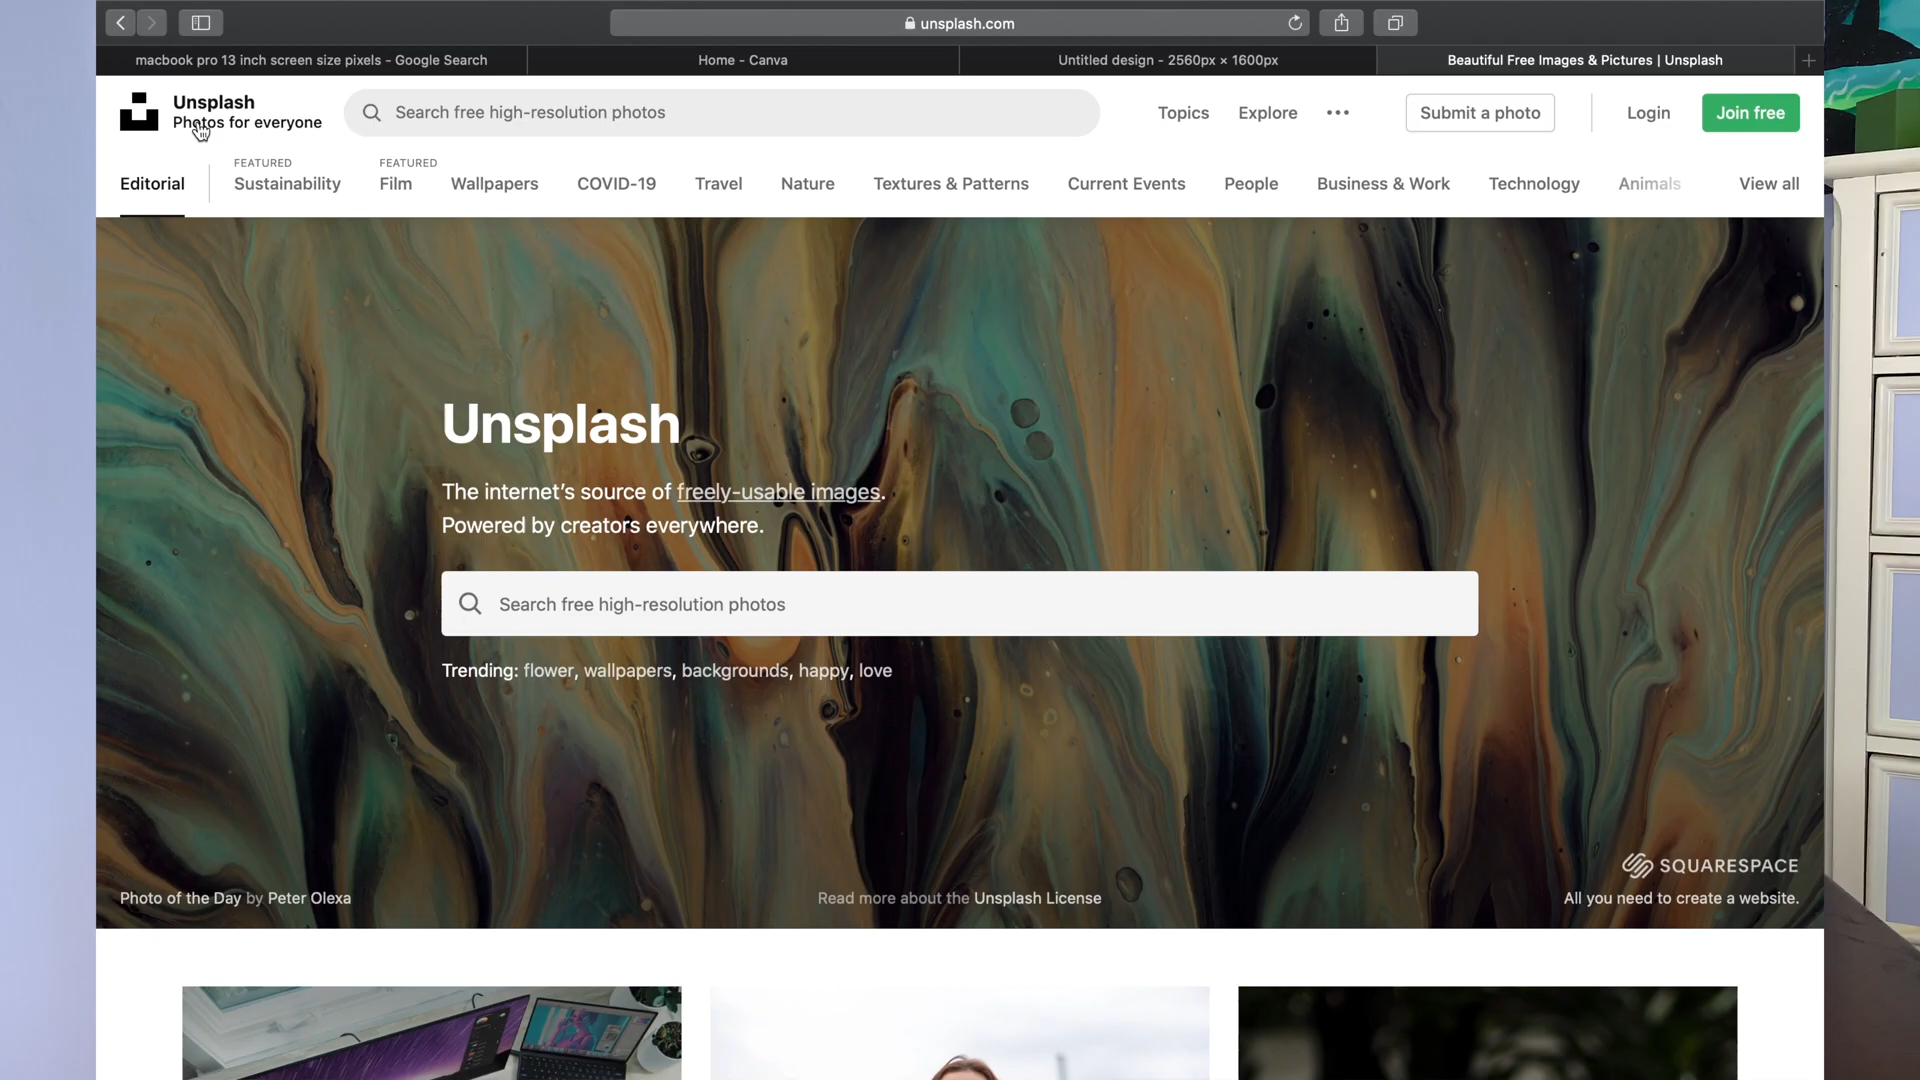 unsplash.com
macbook pro 13 inch screen size pixels - Google Search
Home - Canva
Untitled design - 2560px × 1600px
Beautiful Free Images & Pictures | Unsplash
Unsplash
Photos for everyone
Search free high-resolution photos
Topics
Explore
Submit a photo
Login
Join free
Editorial
FEATURED
Sustainability
FEATURED
Film
Wallpapers
COVID-19
Travel
Nature
Textures & Patterns
Current Events
People
Business & Work
Technology
Animals
View all
Unsplash
The internet's source of freely-usable images.
Powered by creators everywhere.
Search free high-resolution photos
Trending: flower, wallpapers, backgrounds, happy, love
SQUARESPACE
Photo of the Day by Peter Olexa
Read more about the Unsplash License
All you need to create a website.